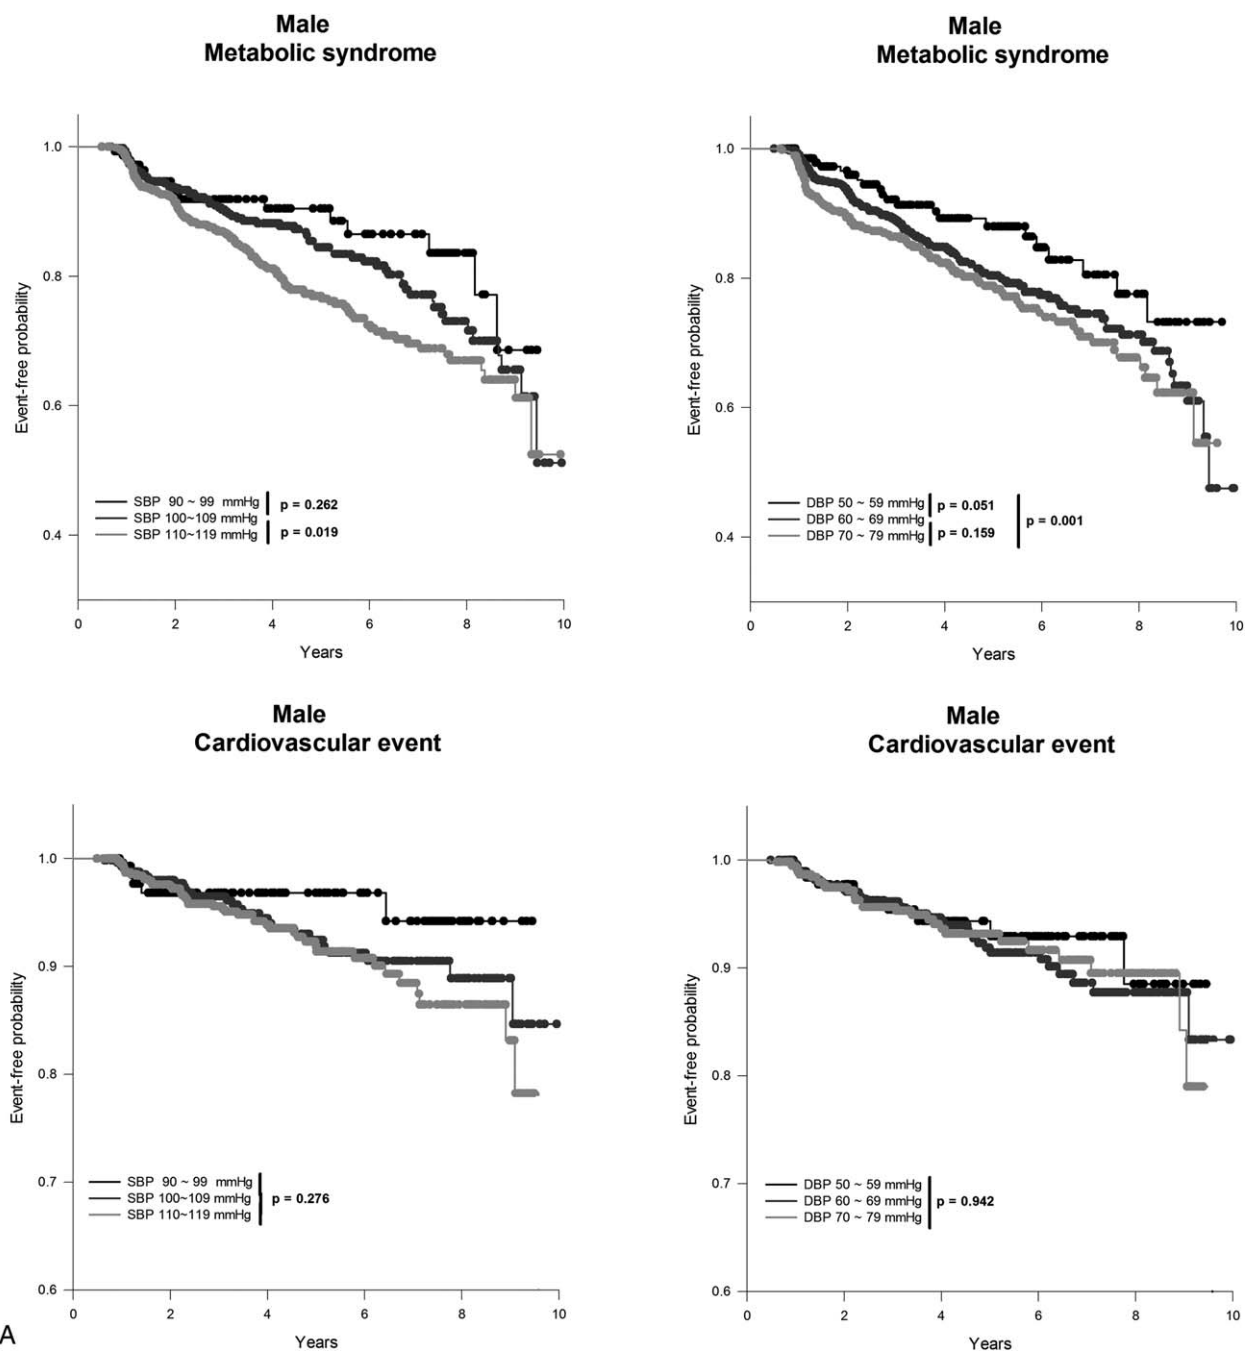 Male
Metabolic syndrome
Event-free probability
1.0
0.8
0.6
0.4
SBP 90 ~ 99 mmHg
SBP 100~109 mmHg
SBP 110~119 mmHg
p = 0.262
p = 0.019
0 2 4 6 8 10
Years
Male
Metabolic syndrome
Event-free probability
1.0
0.8
0.6
0.4
DBP 50 ~ 59 mmHg
DBP 60 ~ 69 mmHg
DBP 70 ~ 79 mmHg
p = 0.051
p = 0.159
p = 0.001
0 2 4 6 8 10
Years
Male
Cardiovascular event
Event-free probability
1.0
0.9
0.8
0.7
0.6
SBP 90 ~ 99 mmHg
SBP 100~109 mmHg
SBP 110~119 mmHg
p = 0.276
0 2 4 6 8 10
Years
Male
Cardiovascular event
Event-free probability
1.0
0.9
0.8
0.7
0.6
DBP 50 ~ 59 mmHg
DBP 60 ~ 69 mmHg
DBP 70 ~ 79 mmHg
p = 0.942
0 2 4 6 8 10
Years
A